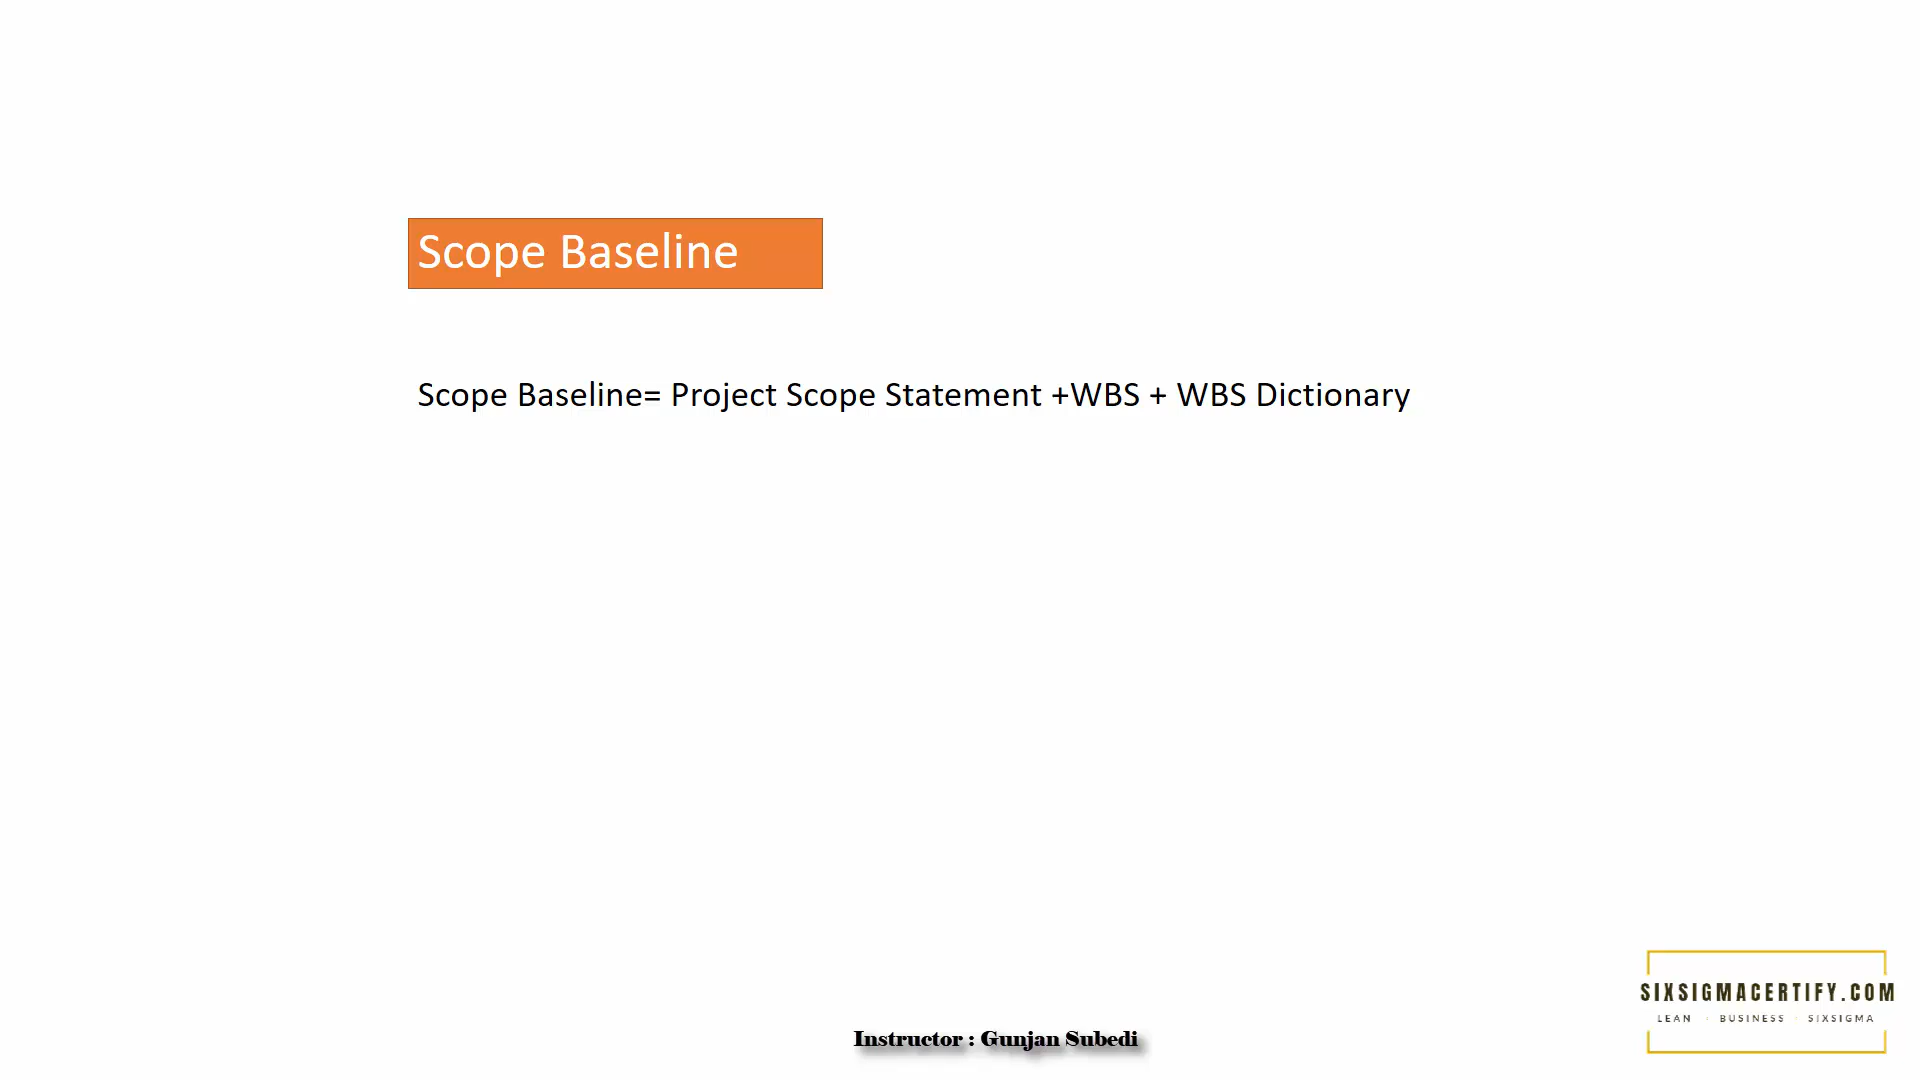 Scope Baseline
Scope Baseline= Project Scope Statement +WBS + WBS Dictionary
SIXSIGMACERTIFY.COM
LEAN · BUSINESS · SIXSIGMA
Instructor : Gunjan Subedi